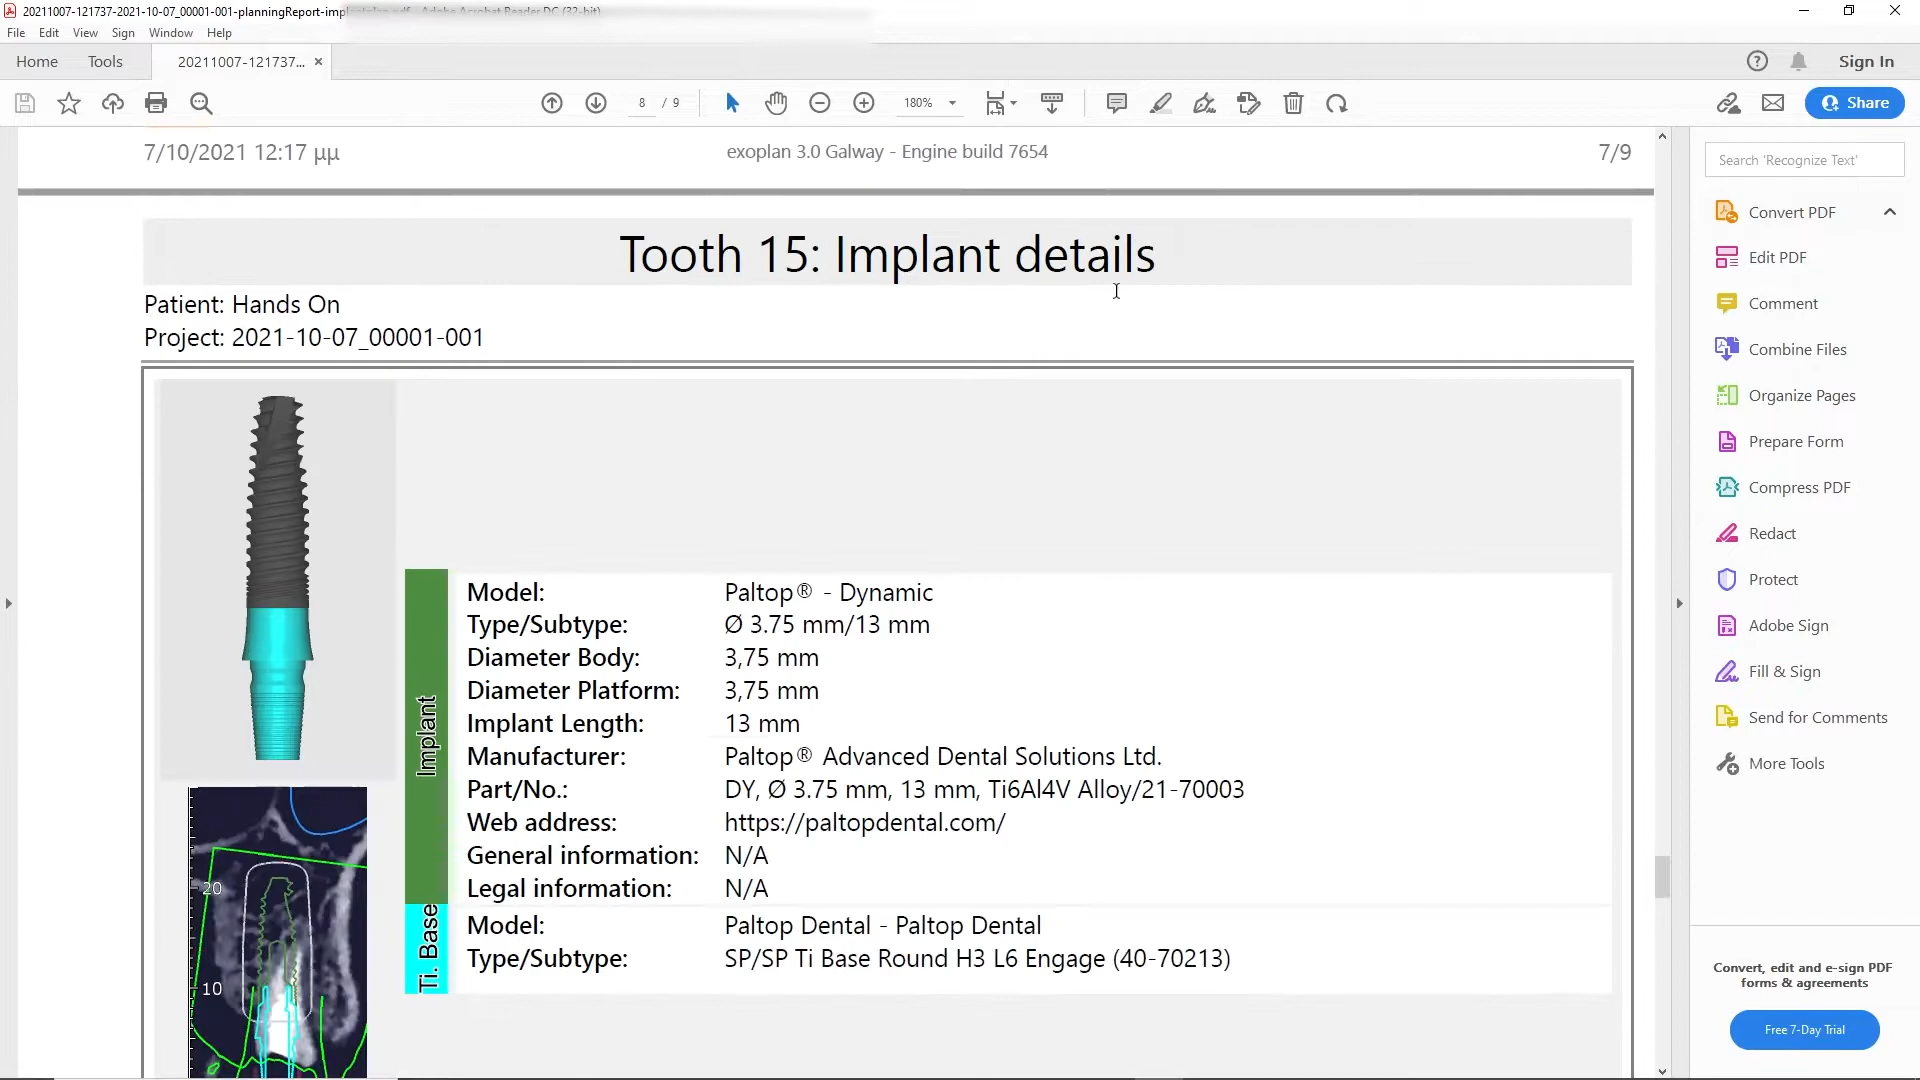 20211007-121737-2021-10-07_00001-001-planningReport-imp
File Edit View Sign Window Help
Home Tools 20211007-121737... × Sign In
8 / 9 180% Share
7/10/2021 12:17 μμ exoplan 3.0 Galway - Engine build 7654 7/9
Tooth 15: Implant details
Patient: Hands On
Project: 2021-10-07_00001-001
Implant
Model: Paltop® - Dynamic
Type/Subtype: Ø 3.75 mm/13 mm
Diameter Body: 3,75 mm
Diameter Platform: 3,75 mm
Implant Length: 13 mm
Manufacturer: Paltop® Advanced Dental Solutions Ltd.
Part/No.: DY, Ø 3.75 mm, 13 mm, Ti6Al4V Alloy/21-70003
Web address: https://paltopdental.com/
General information: N/A
Legal information: N/A
Ti. Base
Model: Paltop Dental - Paltop Dental
Type/Subtype: SP/SP Ti Base Round H3 L6 Engage (40-70213)
20
10
Search 'Recognize Text'
Convert PDF
Edit PDF
Comment
Combine Files
Organize Pages
Prepare Form
Compress PDF
Redact
Protect
Adobe Sign
Fill & Sign
Send for Comments
More Tools
Convert, edit and e-sign PDF
forms & agreements
Free 7-Day Trial